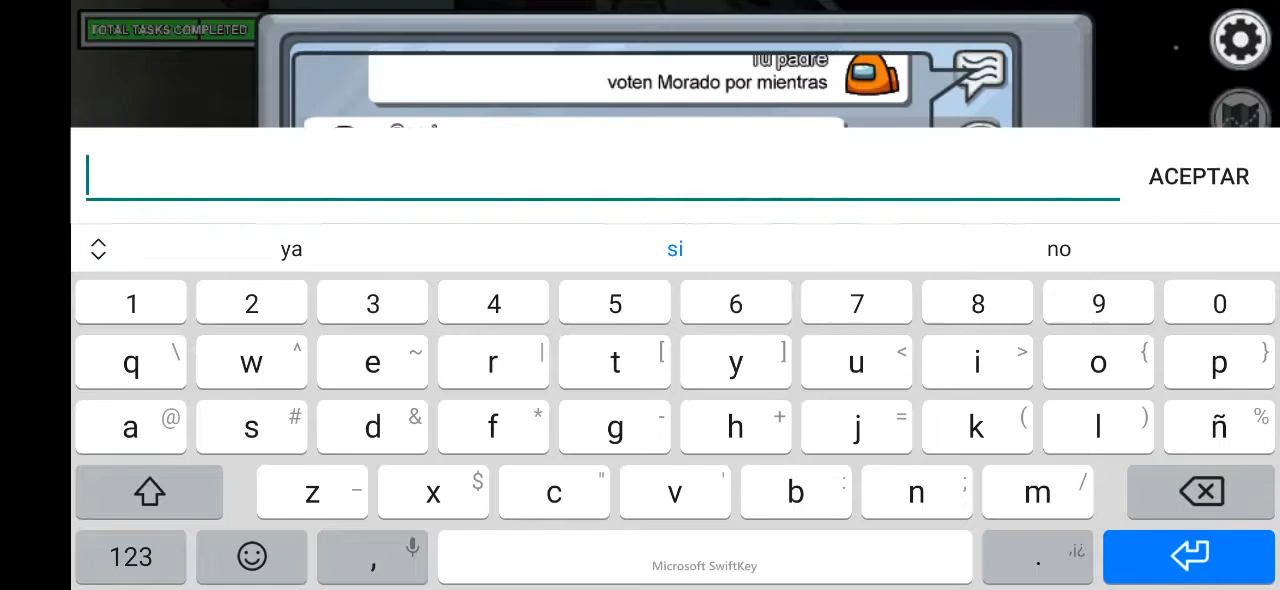 TOTAL TASKS COMPLETED
Tu padre
voten Morado por mientras
ACEPTAR
ya si no
1 2 3 4 5 6 7 8 9 0
q \ w ^ e ~ r | t [ y ] u < i > o { p }
a @ s # d & f * g - h + j = k ( l ) ñ %
z _ x $ c " v ' b : n ; m /
123 , Microsoft SwiftKey . ,¡¿